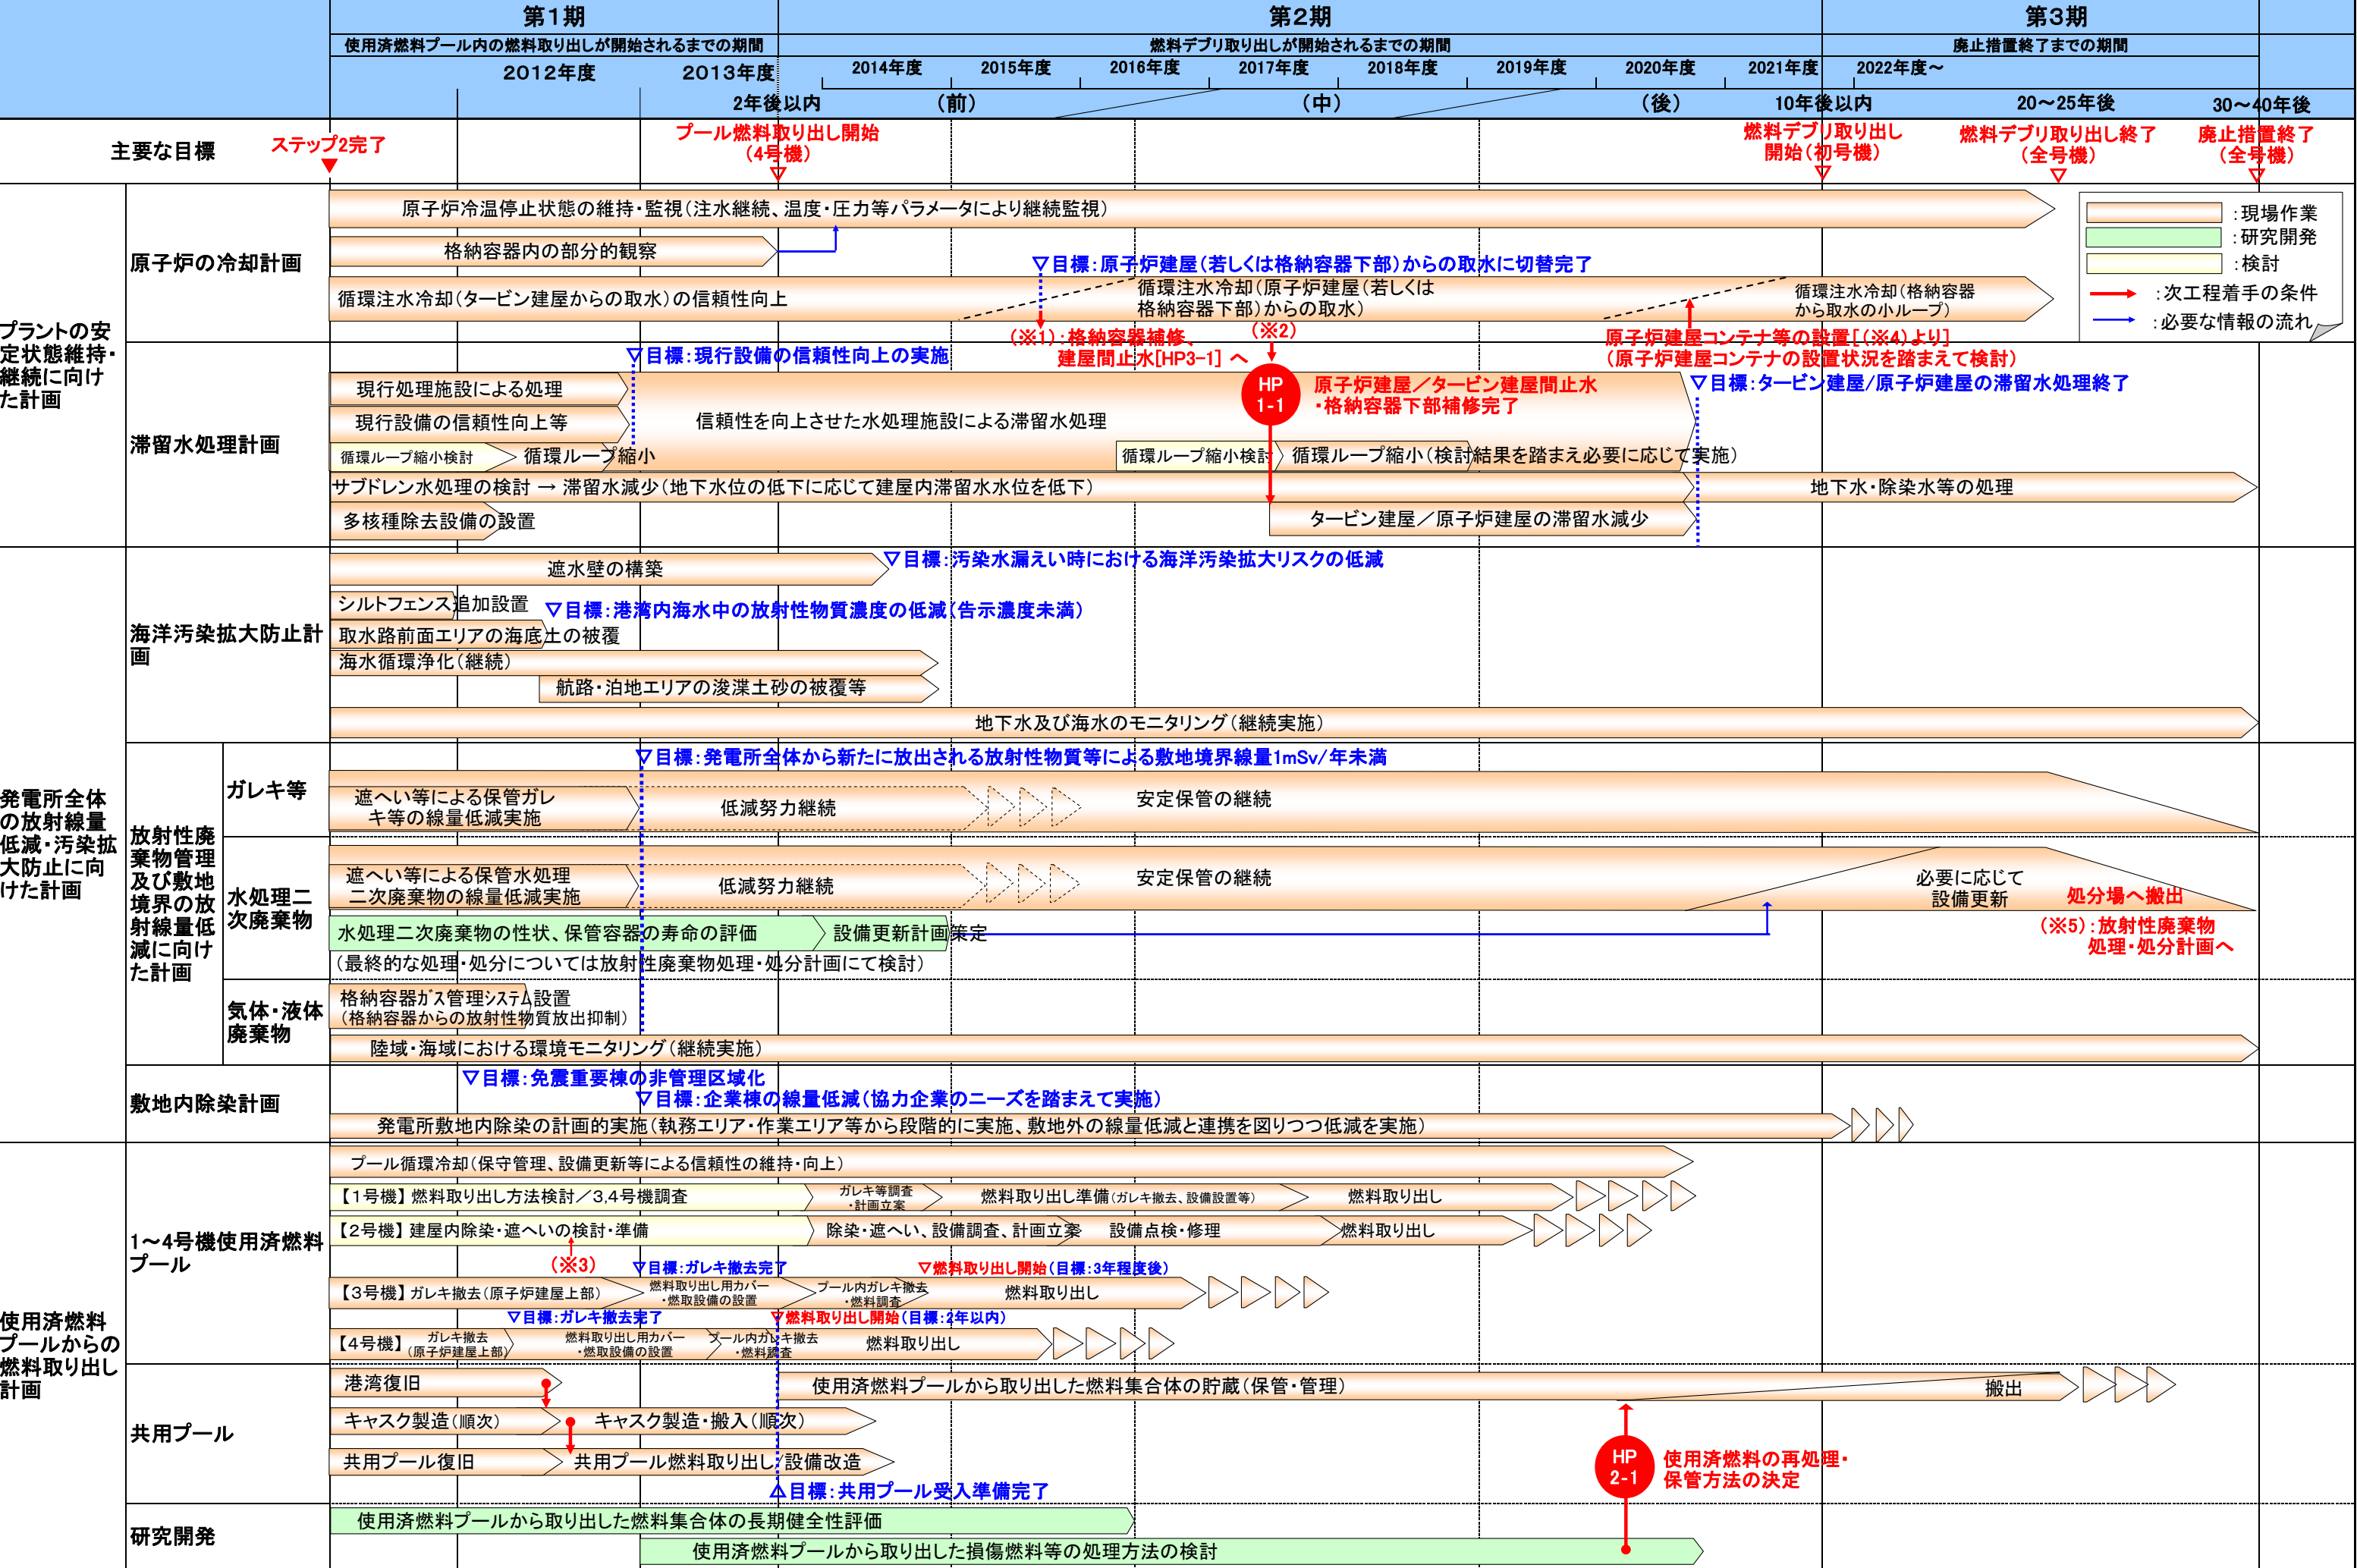 第1期
第2期
第3期
使用済燃料プール内の燃料取り出しが開始されるまでの期間
燃料デブリ取り出しが開始されるまでの期間
廃止措置終了までの期間
2012年度
2013年度
2014年度
2015年度
2016年度
2017年度
2018年度
2019年度
2020年度
2021年度
2022年度～
2年後以内
（前）
（中）
（後）
10年後以内
20～25年後
30～40年後
主要な目標
ステップ2完了
プール燃料取り出し開始
（4号機）
燃料デブリ取り出し
開始（初号機）
燃料デブリ取り出し終了
（全号機）
廃止措置終了
（全号機）
：現場作業
：研究開発
：検討
：次工程着手の条件
：必要な情報の流れ
プラントの安
定状態維持・
継続に向け
た計画
原子炉の冷却計画
原子炉冷温停止状態の維持・監視（注水継続、温度・圧力等パラメータにより継続監視）
格納容器内の部分的観察
▽目標：原子炉建屋（若しくは格納容器下部）からの取水に切替完了
循環注水冷却（タービン建屋からの取水）の信頼性向上
循環注水冷却（原子炉建屋（若しくは
格納容器下部）からの取水）
循環注水冷却（格納容器
から取水の小ループ）
（※1）：格納容器補修、
建屋間止水[HP3-1] へ
（※2）
原子炉建屋コンテナ等の設置[（※4）より]
（原子炉建屋コンテナの設置状況を踏まえて検討）
滞留水処理計画
▽目標：現行設備の信頼性向上の実施
現行処理施設による処理
現行設備の信頼性向上等
循環ループ縮小検討
循環ループ縮小
信頼性を向上させた水処理施設による滞留水処理
HP
1-1
原子炉建屋／タービン建屋間止水
・格納容器下部補修完了
▽目標：タービン建屋/原子炉建屋の滞留水処理終了
循環ループ縮小検討
循環ループ縮小（検討結果を踏まえ必要に応じて実施）
サブドレン水処理の検討 → 滞留水減少（地下水位の低下に応じて建屋内滞留水水位を低下）
地下水・除染水等の処理
多核種除去設備の設置
タービン建屋／原子炉建屋の滞留水減少
発電所全体
の放射線量
低減・汚染拡
大防止に向
けた計画
海洋汚染拡大防止計
画
遮水壁の構築
▽目標：汚染水漏えい時における海洋汚染拡大リスクの低減
シルトフェンス追加設置
▽目標：港湾内海水中の放射性物質濃度の低減（告示濃度未満）
取水路前面エリアの海底土の被覆
海水循環浄化（継続）
航路・泊地エリアの浚渫土砂の被覆等
地下水及び海水のモニタリング（継続実施）
放射性廃
棄物管理
及び敷地
境界の放
射線量低
減に向け
た計画
ガレキ等
▽目標：発電所全体から新たに放出される放射性物質等による敷地境界線量1mSv/年未満
遮へい等による保管ガレ
キ等の線量低減実施
低減努力継続
安定保管の継続
水処理二
次廃棄物
遮へい等による保管水処理
二次廃棄物の線量低減実施
低減努力継続
安定保管の継続
必要に応じて
設備更新
処分場へ搬出
（※5）：放射性廃棄物
処理・処分計画へ
水処理二次廃棄物の性状、保管容器の寿命の評価
設備更新計画策定
（最終的な処理・処分については放射性廃棄物処理・処分計画にて検討）
気体・液体
廃棄物
格納容器ガス管理システム設置
（格納容器からの放射性物質放出抑制）
陸域・海域における環境モニタリング（継続実施）
敷地内除染計画
▽目標：免震重要棟の非管理区域化
▽目標：企業棟の線量低減（協力企業のニーズを踏まえて実施）
発電所敷地内除染の計画的実施（執務エリア・作業エリア等から段階的に実施、敷地外の線量低減と連携を図りつつ低減を実施）
使用済燃料
プールからの
燃料取り出し
計画
1～4号機使用済燃料
プール
プール循環冷却（保守管理、設備更新等による信頼性の維持・向上）
【1号機】 燃料取り出し方法検討／3,4号機調査
ガレキ等調査
・計画立案
燃料取り出し準備（ガレキ撤去、設備設置等）
燃料取り出し
【2号機】 建屋内除染・遮へいの検討・準備
除染・遮へい、設備調査、計画立案
設備点検・修理
燃料取り出し
（※3）
▽目標：ガレキ撤去完了
▽燃料取り出し開始（目標：3年程度後）
【3号機】 ガレキ撤去（原子炉建屋上部）
燃料取り出し用カバー
・燃取設備の設置
プール内ガレキ撤去
・燃料調査
燃料取り出し
▽目標：ガレキ撤去完了
▽燃料取り出し開始（目標：2年以内）
【4号機】
ガレキ撤去
（原子炉建屋上部）
燃料取り出し用カバー
・燃取設備の設置
プール内ガレキ撤去
・燃料調査
燃料取り出し
共用プール
港湾復旧
使用済燃料プールから取り出した燃料集合体の貯蔵（保管・管理）
搬出
キャスク製造（順次）
キャスク製造・搬入（順次）
共用プール復旧
共用プール燃料取り出し/設備改造
HP
2-1
使用済燃料の再処理・
保管方法の決定
△目標：共用プール受入準備完了
研究開発
使用済燃料プールから取り出した燃料集合体の長期健全性評価
使用済燃料プールから取り出した損傷燃料等の処理方法の検討